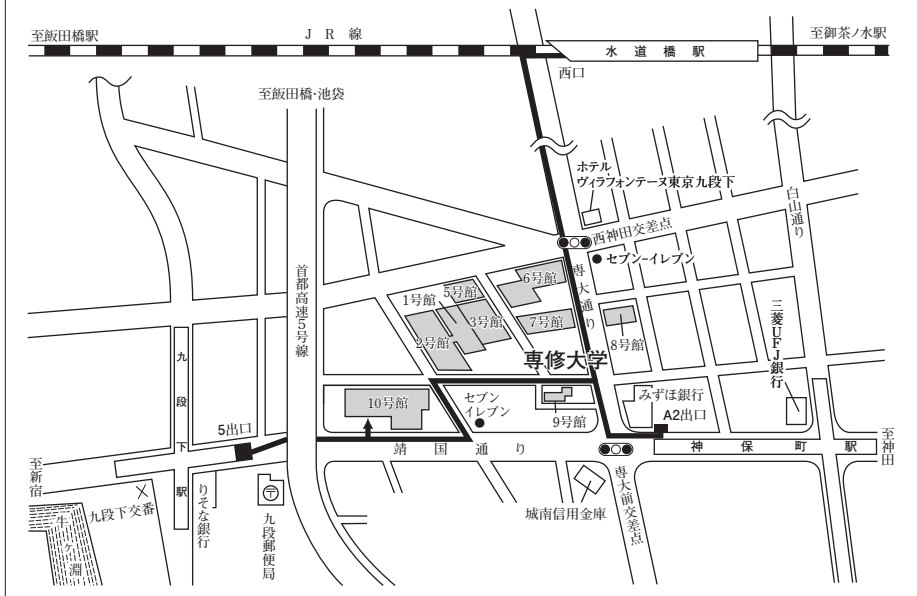 至飯田橋駅
JR線
至御茶ノ水駅
水道橋駅
西口
至飯田橋・池袋
ホテル
ヴィラフォンテーヌ東京九段下
白山通り
西神田交差点
セブン-イレブン
専大通り
首都高速5号線
6号館
5号館
1号館
3号館
2号館
7号館
8号館
三菱UFJ銀行
専修大学
九段下駅
10号館
セブン
イレブン
9号館
みずほ銀行
A2出口
5出口
靖国通り
神保町駅
至神田
至新宿
九段下交番
りそな銀行
九段郵便局
城南信用金庫
専大前交差点
牛ヶ淵